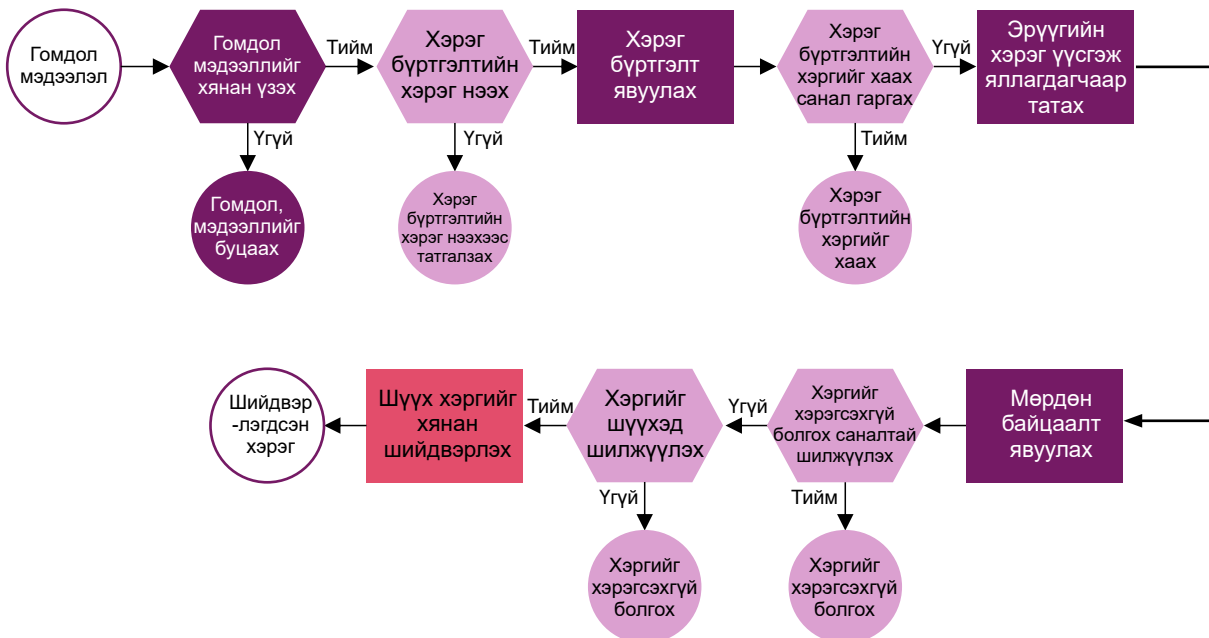 Гомдол
мэдээлэл
Гомдол
мэдээллийг
хянан үзэх
Тийм
Хэрэг
бүртгэлтийн
хэрэг нээх
Тийм
Хэрэг
бүртгэлт
явуулах
Хэрэг
бүртгэлтийн
хэргийг хаах
санал гаргах
Үгүй
Эрүүгийн
хэрэг үүсгэж
яллагдагчаар
татах
Үгүй
Үгүй
Тийм
Гомдол,
мэдээллийг
буцаах
Хэрэг
бүртгэлтийн
хэрэг нээхээс
татгалзах
Хэрэг
бүртгэлтийн
хэргийг
хаах
Шийдвэр
-лэгдсэн
хэрэг
Шүүх хэргийг
хянан
шийдвэрлэх
Тийм
Хэргийг
шүүхэд
шилжүүлэх
Үгүй
Хэргийг
хэрэгсэхгүй
болгох саналтай
шилжүүлэх
Мөрдөн
байцаалт
явуулах
Үгүй
Тийм
Хэргийг
хэрэгсэхгүй
болгох
Хэргийг
хэрэгсэхгүй
болгох